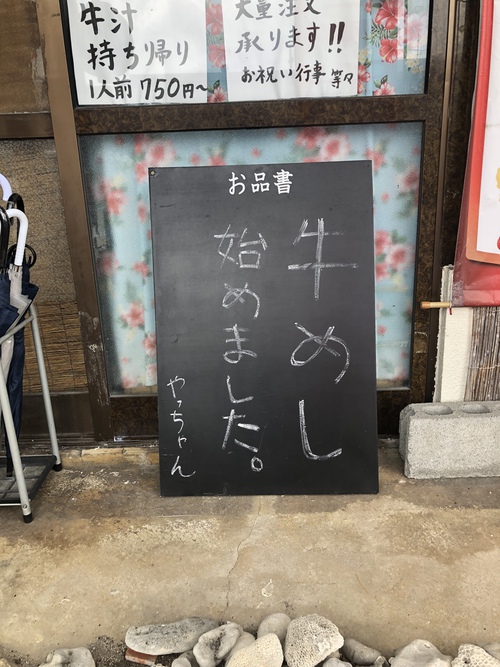 牛汁
持ち帰り
1人前750円~
大量注文
承ります!!
お祝い行事 等々
お品書
牛めし
始めました。
やっちゃん